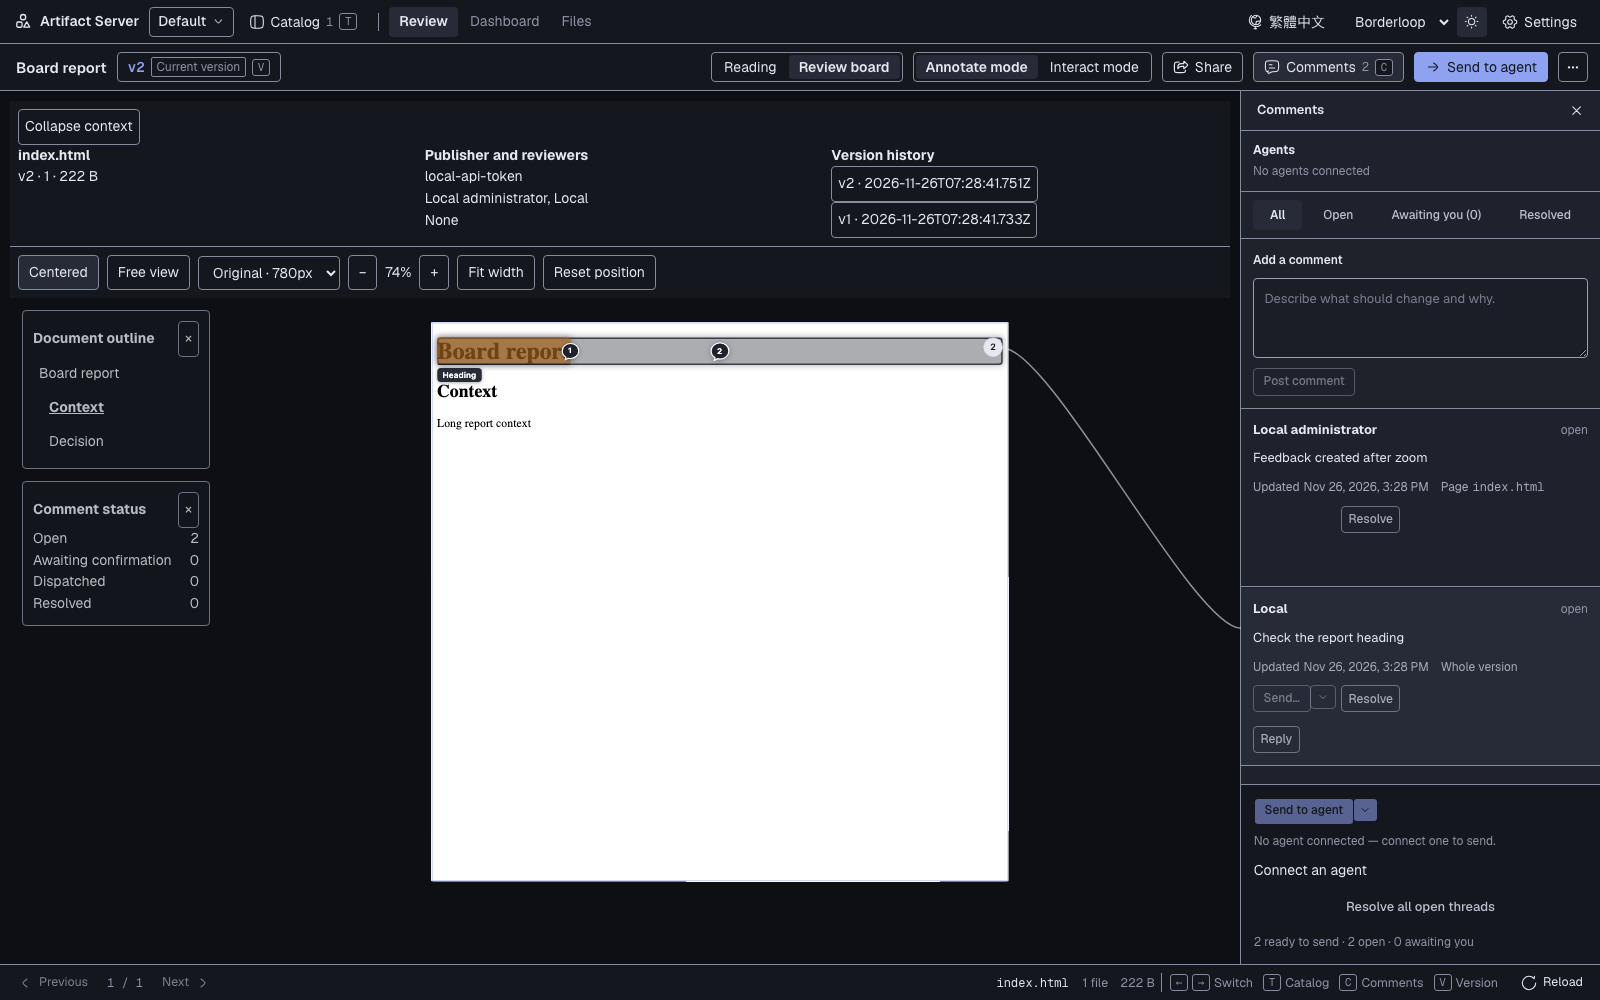 Artifact Server Default Catalog 1 T Review Dashboard Files 繁體中文 Borderloop Settings
Board report v2 Current version V Reading Review board Annotate mode Interact mode Share Comments 2 C Send to agent ...
Collapse context
index.html
v2 · 1 · 222 B
Publisher and reviewers
local-api-token
Local administrator, Local
None
Version history
v2 · 2026-11-26T07:28:41.751Z
v1 · 2026-11-26T07:28:41.733Z
Centered Free view Original · 780px − 74% + Fit width Reset position
Document outline ×
Board report
Context
Decision
Comment status ×
Open 2
Awaiting confirmation 0
Dispatched 0
Resolved 0
Board report 1 2 2
Heading
Context
Long report context
Comments ×
Agents
No agents connected
All Open Awaiting you (0) Resolved
Add a comment
Describe what should change and why.
Post comment
Local administrator open
Feedback created after zoom
Updated Nov 26, 2026, 3:28 PM Page index.html
Resolve
Local open
Check the report heading
Updated Nov 26, 2026, 3:28 PM Whole version
Send... Resolve
Reply
Send to agent
No agent connected — connect one to send.
Connect an agent
Resolve all open threads
2 ready to send · 2 open · 0 awaiting you
Previous 1 / 1 Next index.html 1 file 222 B ← → Switch T Catalog C Comments V Version Reload